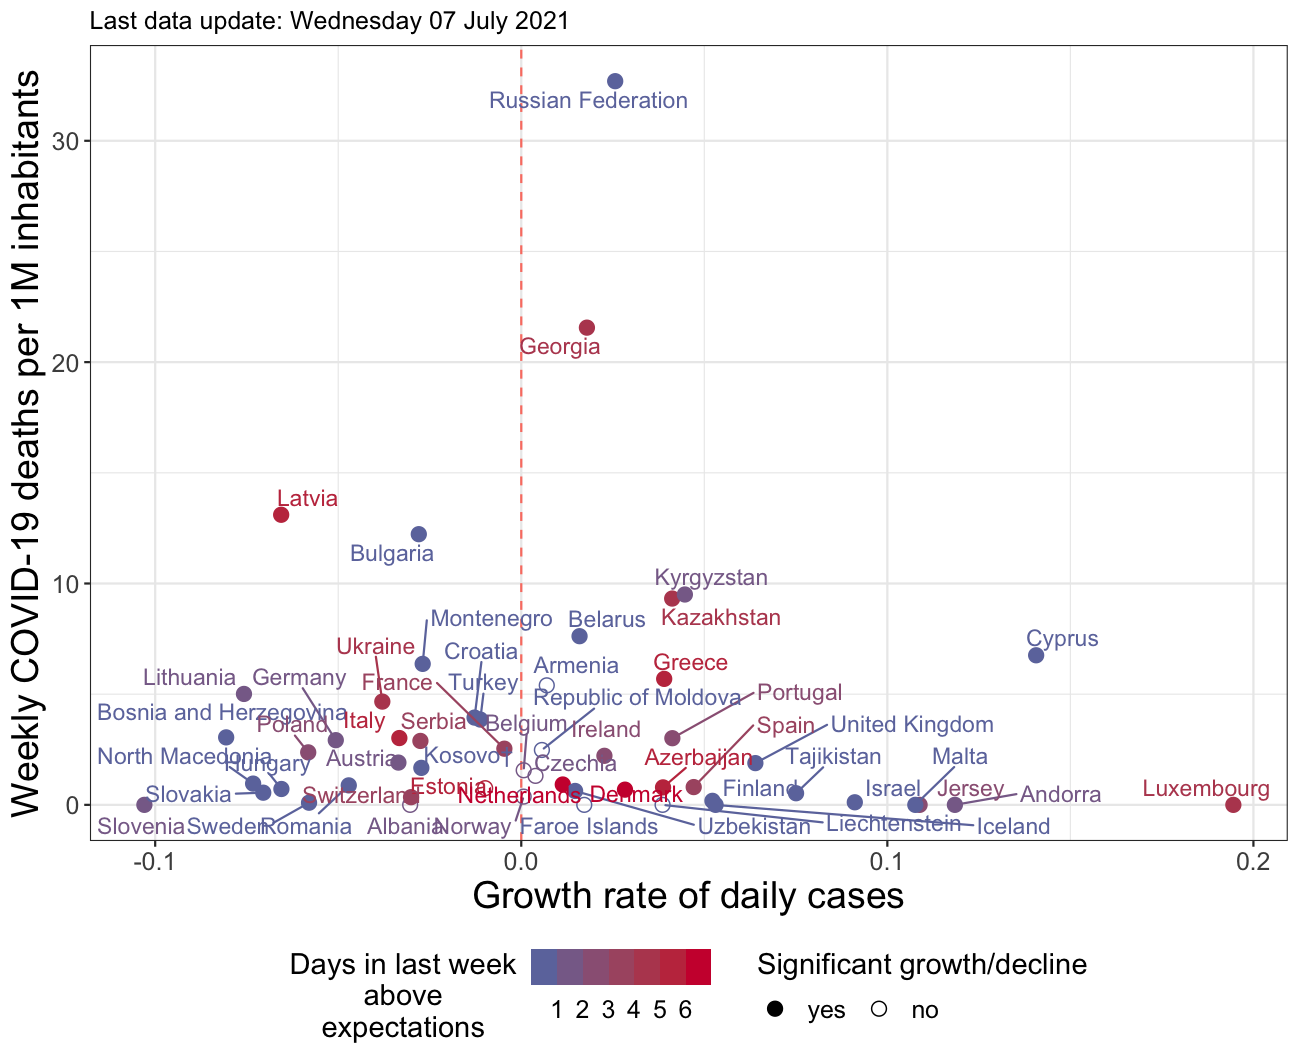 Last data update: Wednesday 07 July 2021
Weekly COVID-19 deaths per 1M inhabitants
30
20
10
0
Russian Federation
Georgia
Latvia
Bulgaria
Kyrgyzstan
Kazakhstan
Montenegro
Belarus
Cyprus
Ukraine
Croatia
Armenia
Greece
Lithuania
Germany
France
Turkey
Republic of Moldova
Portugal
Bosnia and Herzegovina
Poland
Italy
Serbia
Belgium
Ireland
Spain
United Kingdom
North Macedonia
Hungary
Austria
Kosovo
Czechia
Azerbaijan
Tajikistan
Malta
Slovakia
Switzerland
Estonia
Netherlands
Denmark
Finland
Israel
Jersey
Andorra
Luxembourg
Slovenia
Sweden
Romania
Albania
Norway
Faroe Islands
Uzbekistan
Liechtenstein
Iceland
-0.1
0.0
0.1
0.2
Growth rate of daily cases
Days in last week
above
expectations
1 2 3 4 5 6
Significant growth/decline
yes
no